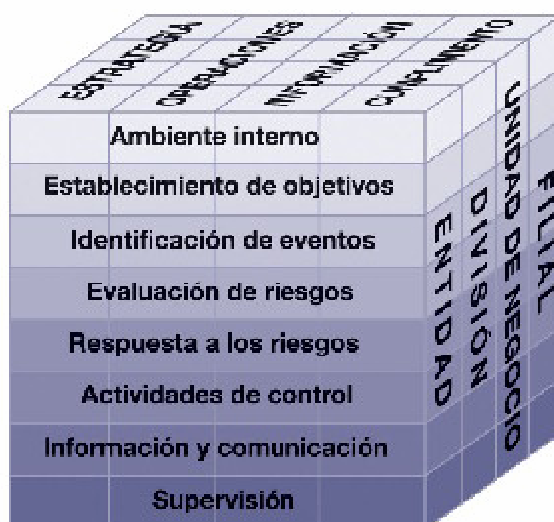 ESTRATEGIA
OPERACIONES
INFORMACIÓN
CUMPLIMIENTO
Ambiente interno
Establecimiento de objetivos
Identificación de eventos
Evaluación de riesgos
Respuesta a los riesgos
Actividades de control
Información y comunicación
Supervisión
ENTIDAD
DIVISIÓN
UNIDAD DE NEGOCIO
FILIAL